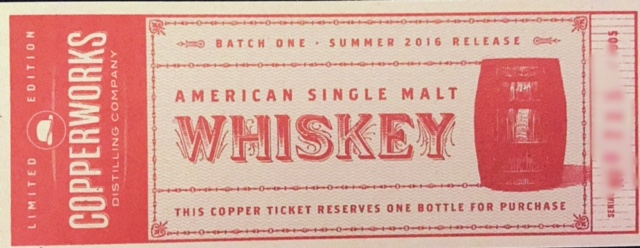 LIMITED EDITION
COPPERWORKS
DISTILLING COMPANY
BATCH ONE · SUMMER 2016 RELEASE
AMERICAN SINGLE MALT
WHISKEY
THIS COPPER TICKET RESERVES ONE BOTTLE FOR PURCHASE
SERIAL